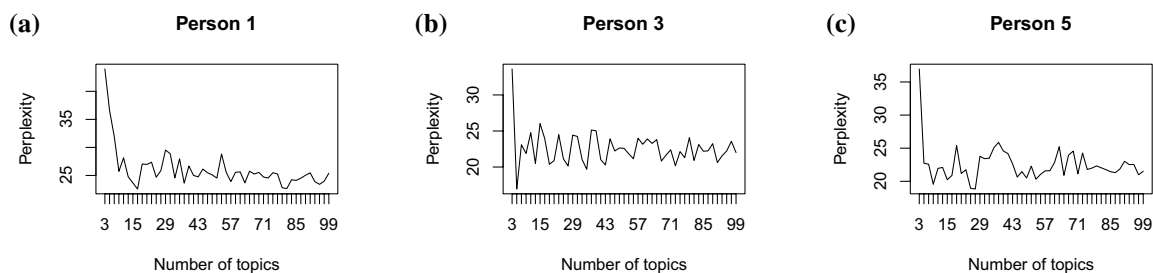 (a) Person 1
Perplexity
35
25
3 15 29 43 57 71 85 99
Number of topics
(b) Person 3
Perplexity
30
25
20
3 15 29 43 57 71 85 99
Number of topics
(c) Person 5
Perplexity
35
30
25
20
3 15 29 43 57 71 85 99
Number of topics